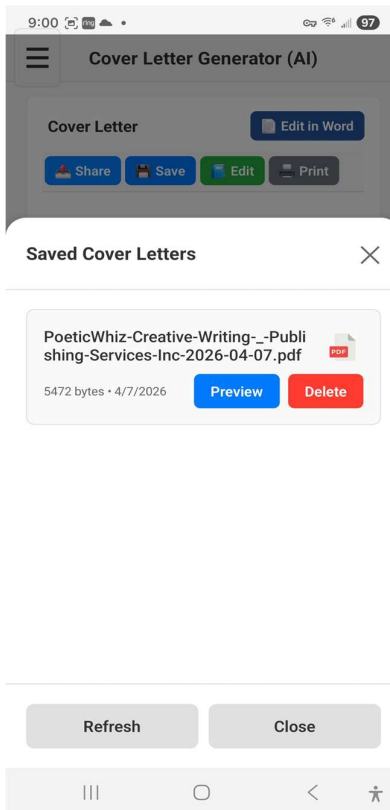 9:00 ring 97
Cover Letter Generator (AI)
Cover Letter
Edit in Word
Share Save Edit Print
Saved Cover Letters
PoeticWhiz-Creative-Writing-_-Publi
shing-Services-Inc-2026-04-07.pdf
PDF
5472 bytes • 4/7/2026
Preview
Delete
Refresh
Close